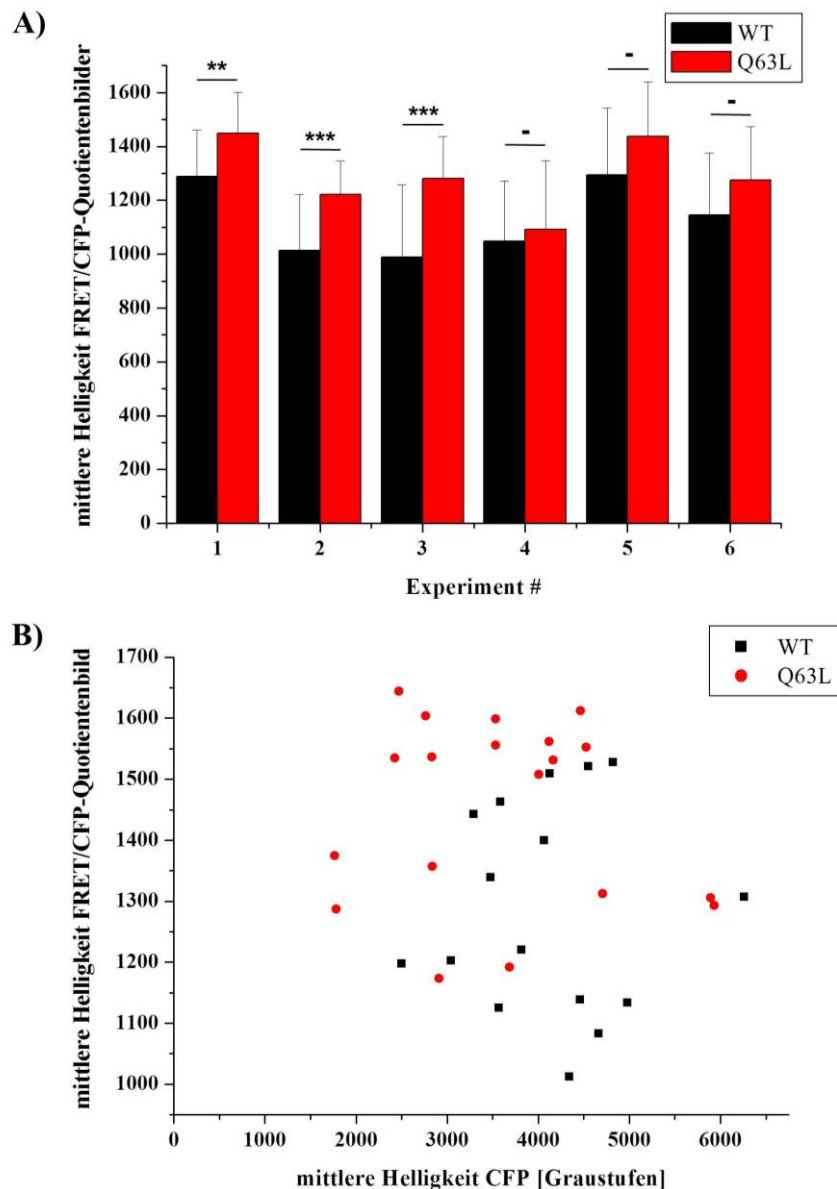 A)
WT
Q63L
mittlere Helligkeit FRET/CFP-Quotientenbilder
1600
1400
1200
1000
800
600
400
200
0
**
***
***
-
-
-
1 2 3 4 5 6
Experiment #
B)
WT
Q63L
mittlere Helligkeit FRET/CFP-Quotientenbild
1700
1600
1500
1400
1300
1200
1100
1000
0 1000 2000 3000 4000 5000 6000
mittlere Helligkeit CFP [Graustufen]